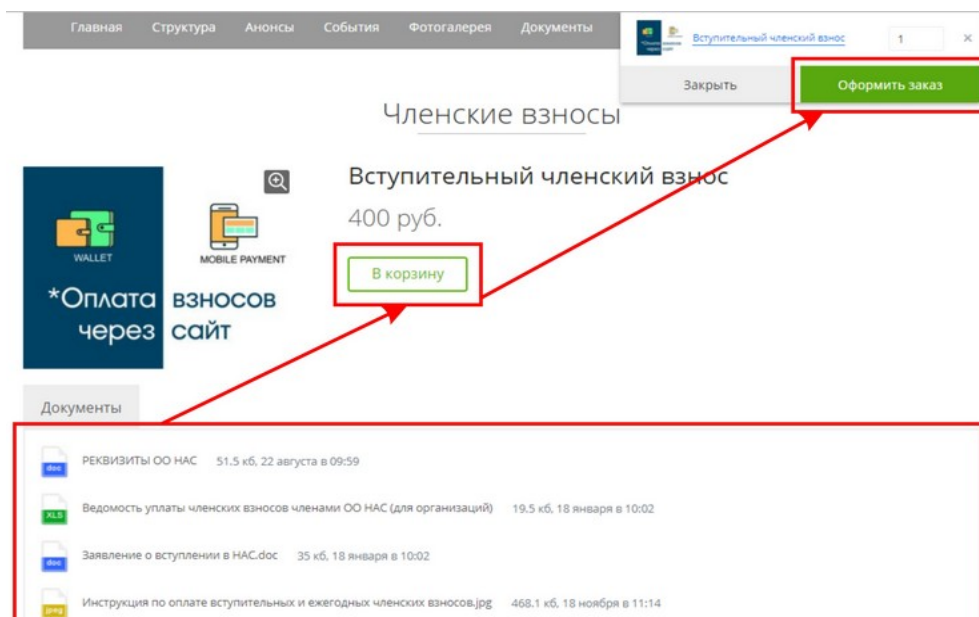 Главная Структура Анонсы События Фотогалерея Документы
Вступительный членский взнос 1 ×
Закрыть Оформить заказ
Членские взносы
Вступительный членский взнос
400 руб.
В корзину
WALLET MOBILE PAYMENT
*Оплата взносов
через сайт
Документы
doc РЕКВИЗИТЫ ОО НАС 51.5 кб, 22 августа в 09:59
XLS Ведомость уплаты членских взносов членами ОО НАС (для организаций) 19.5 кб, 18 января в 10:02
doc Заявление о вступлении в НАС.doc 35 кб, 18 января в 10:02
jpeg Инструкция по оплате вступительных и ежегодных членских взносов.jpg 468.1 кб, 18 ноября в 11:14